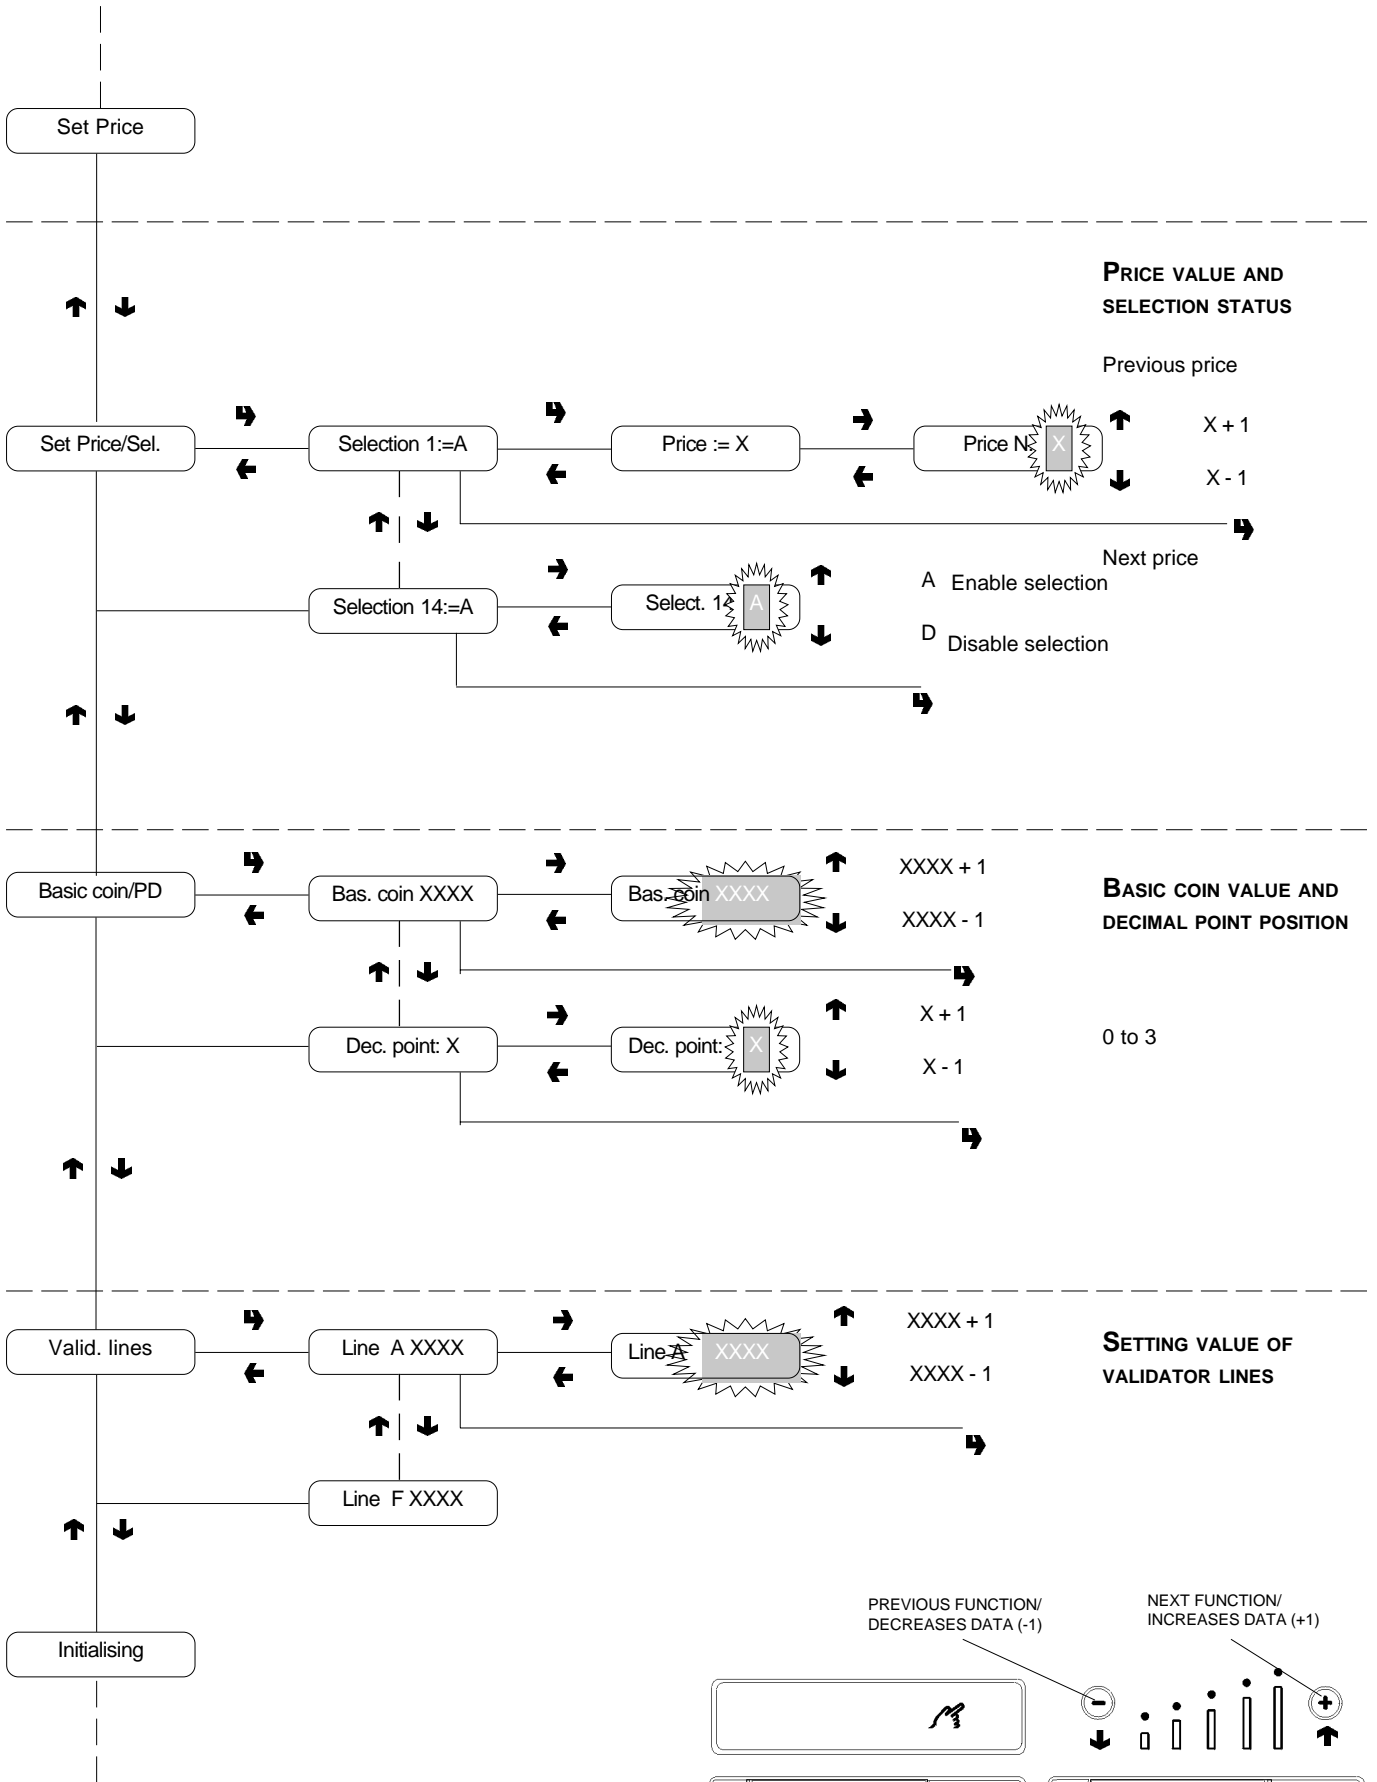 Set Price
PRICE VALUE AND
SELECTION STATUS
Previous price
Set Price/Sel.
Selection 1:=A
Price := X
Price N. X
X + 1
X - 1
Next price
Selection 14:=A
Select. 14 A
A Enable selection
D Disable selection
Basic coin/PD
Bas. coin XXXX
Bas. coin XXXX
XXXX + 1
XXXX - 1
BASIC COIN VALUE AND
DECIMAL POINT POSITION
Dec. point: X
Dec. point: X
X + 1
X - 1
0 to 3
Valid. lines
Line A XXXX
Line A XXXX
XXXX + 1
XXXX - 1
SETTING VALUE OF
VALIDATOR LINES
Line F XXXX
Initialising
PREVIOUS FUNCTION/
DECREASES DATA (-1)
NEXT FUNCTION/
INCREASES DATA (+1)